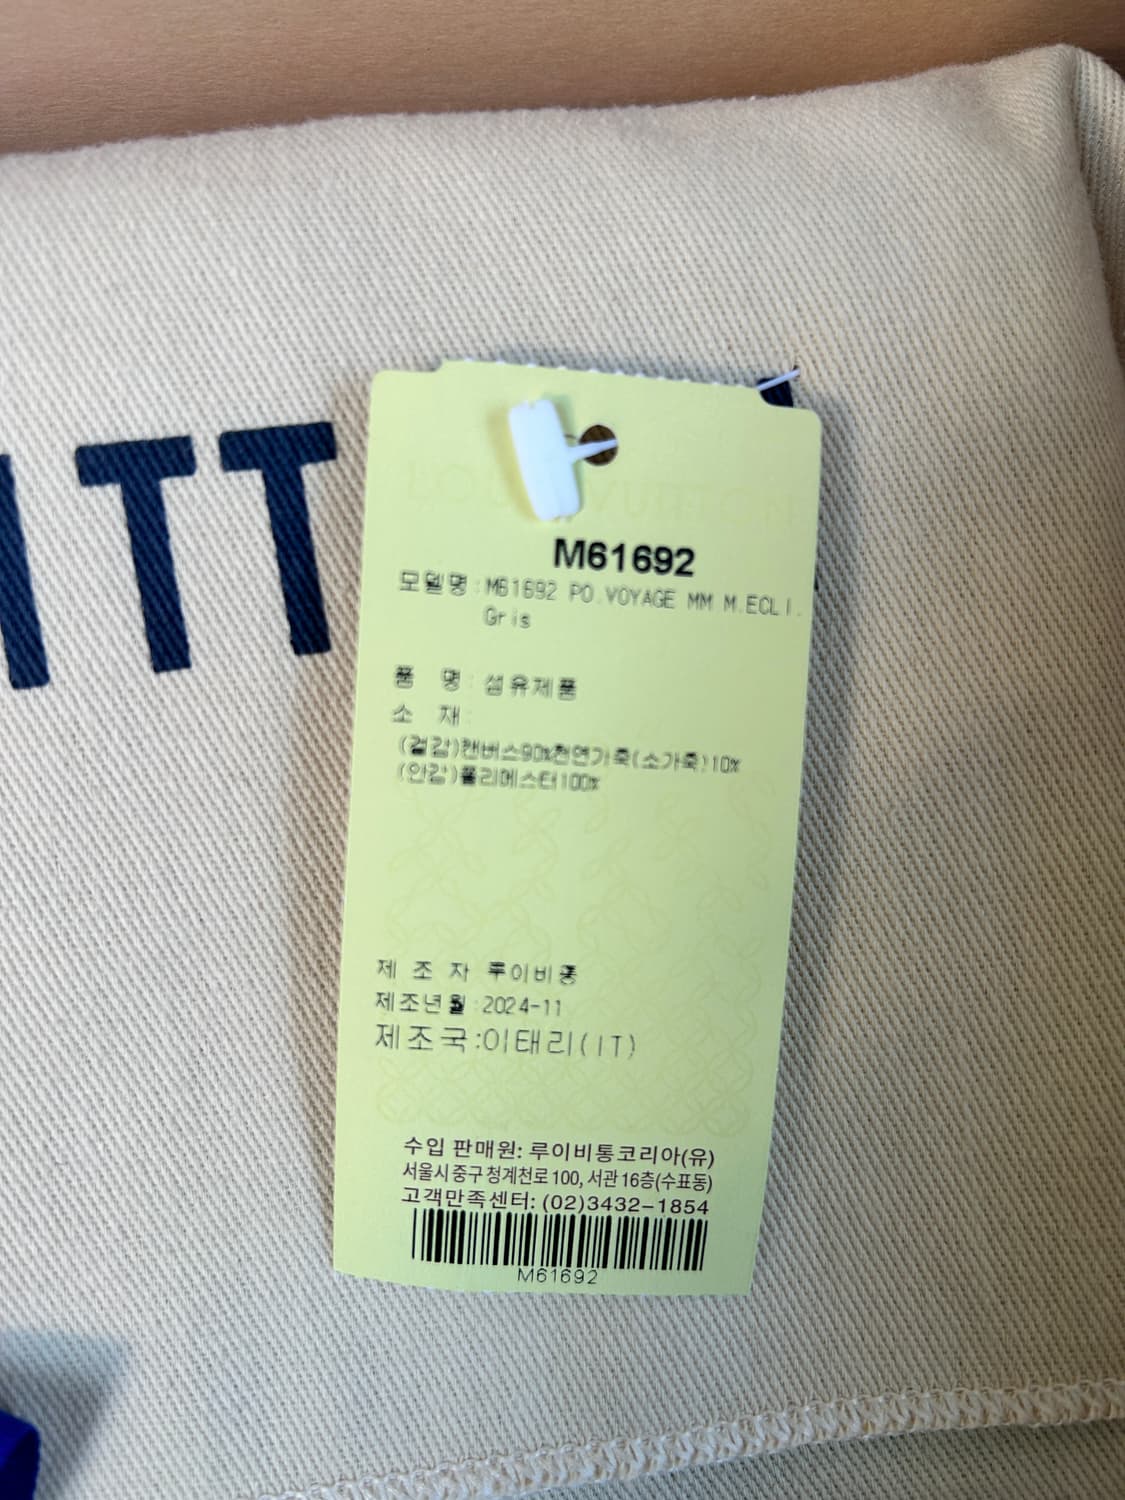 ITT
LOUIS VUITTON
M61692
모델명:M61692 PO.VOYAGE MM M.ECLI.
Gris
품 명:섬유제품
소 재:
(겉감)캔버스90%천연가죽(소가죽)10%
(안감)폴리에스터100%
제 조 자 루이비통
제조년월:2024-11
제조국:이태리(IT)
수입 판매원: 루이비통코리아(유)
서울시 중구 청계천로 100, 서관 16층(수표동)
고객만족센터: (02)3432-1854
M61692